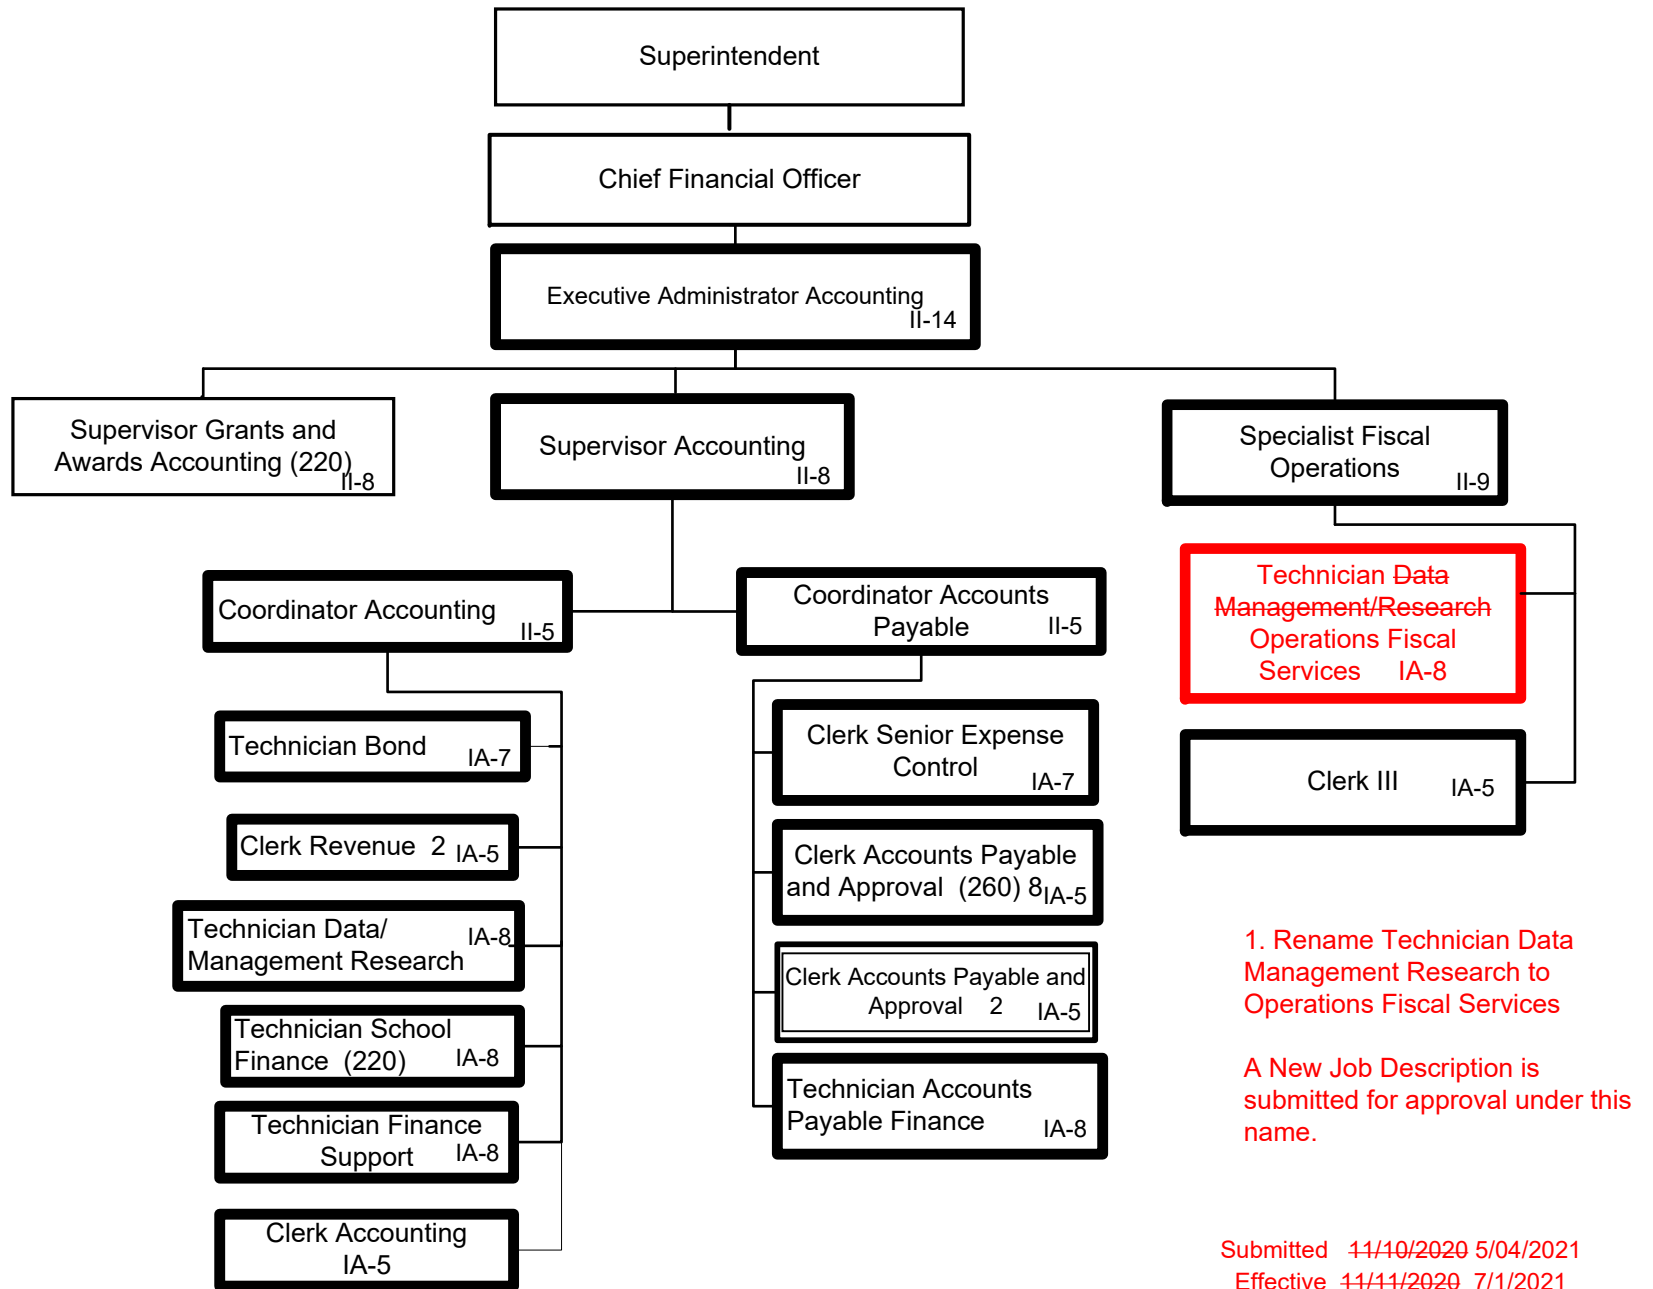 Superintendent
Chief Financial Officer
Executive Administrator Accounting
II-14
Supervisor Grants and
Awards Accounting (220)
II-8
Supervisor Accounting
II-8
Specialist Fiscal
Operations
II-9
Coordinator Accounting
II-5
Coordinator Accounts
Payable II-5
Technician Data
Management/Research
Operations Fiscal
Services IA-8
Technician Bond
IA-7
Clerk Revenue 2 IA-5
Technician Data/
Management Research
IA-8
Technician School
Finance (220) IA-8
Technician Finance
Support IA-8
Clerk Accounting
IA-5
Clerk Senior Expense
Control
IA-7
Clerk Accounts Payable
and Approval (260) 8 IA-5
Clerk Accounts Payable and
Approval 2 IA-5
Technician Accounts
Payable Finance IA-8
Clerk III IA-5
1. Rename Technician Data
Management Research to
Operations Fiscal Services
A New Job Description is
submitted for approval under this
name.
Submitted 11/10/2020 5/04/2021
Effective 11/11/2020 7/1/2021